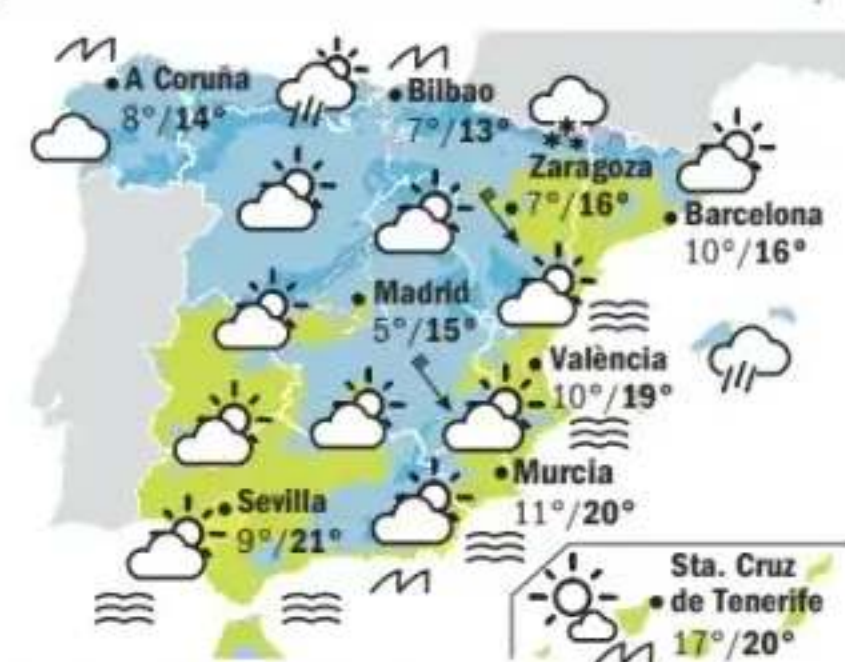 A Coruña
8°/14°
Bilbao
7°/13°
Zaragoza
7°/16°
Barcelona
10°/16°
Madrid
5°/15°
València
10°/19°
Murcia
11°/20°
Sevilla
9°/21°
Sta. Cruz
de Tenerife
17°/20°